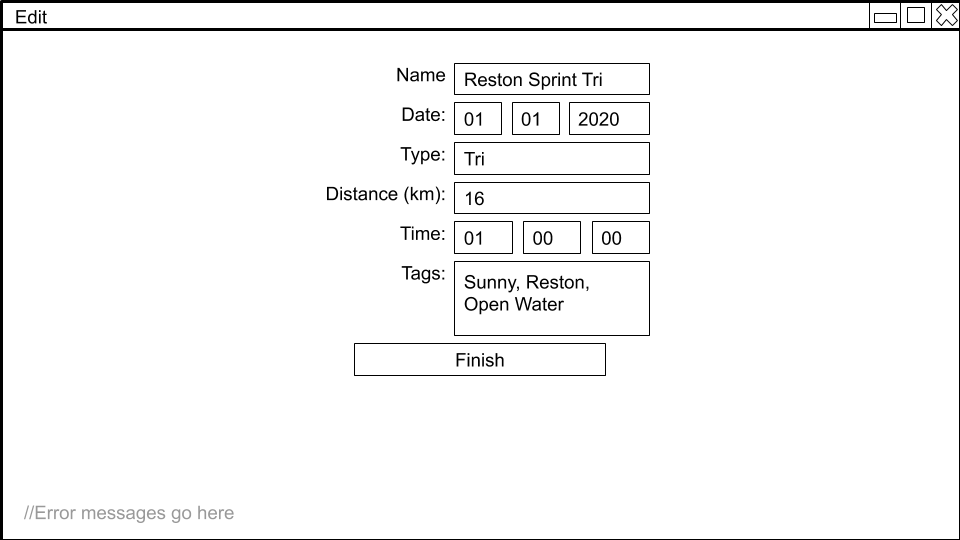 Edit
Name Reston Sprint Tri
Date: 01 01 2020
Type: Tri
Distance (km): 16
Time: 01 00 00
Tags: Sunny, Reston,
Open Water
Finish
//Error messages go here